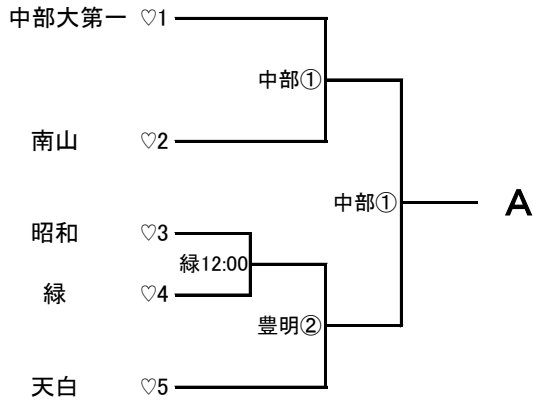 中部大第一 ♡1
中部①
南山 ♡2
中部① A
昭和 ♡3
緑12:00
緑 ♡4
豊明②
天白 ♡5